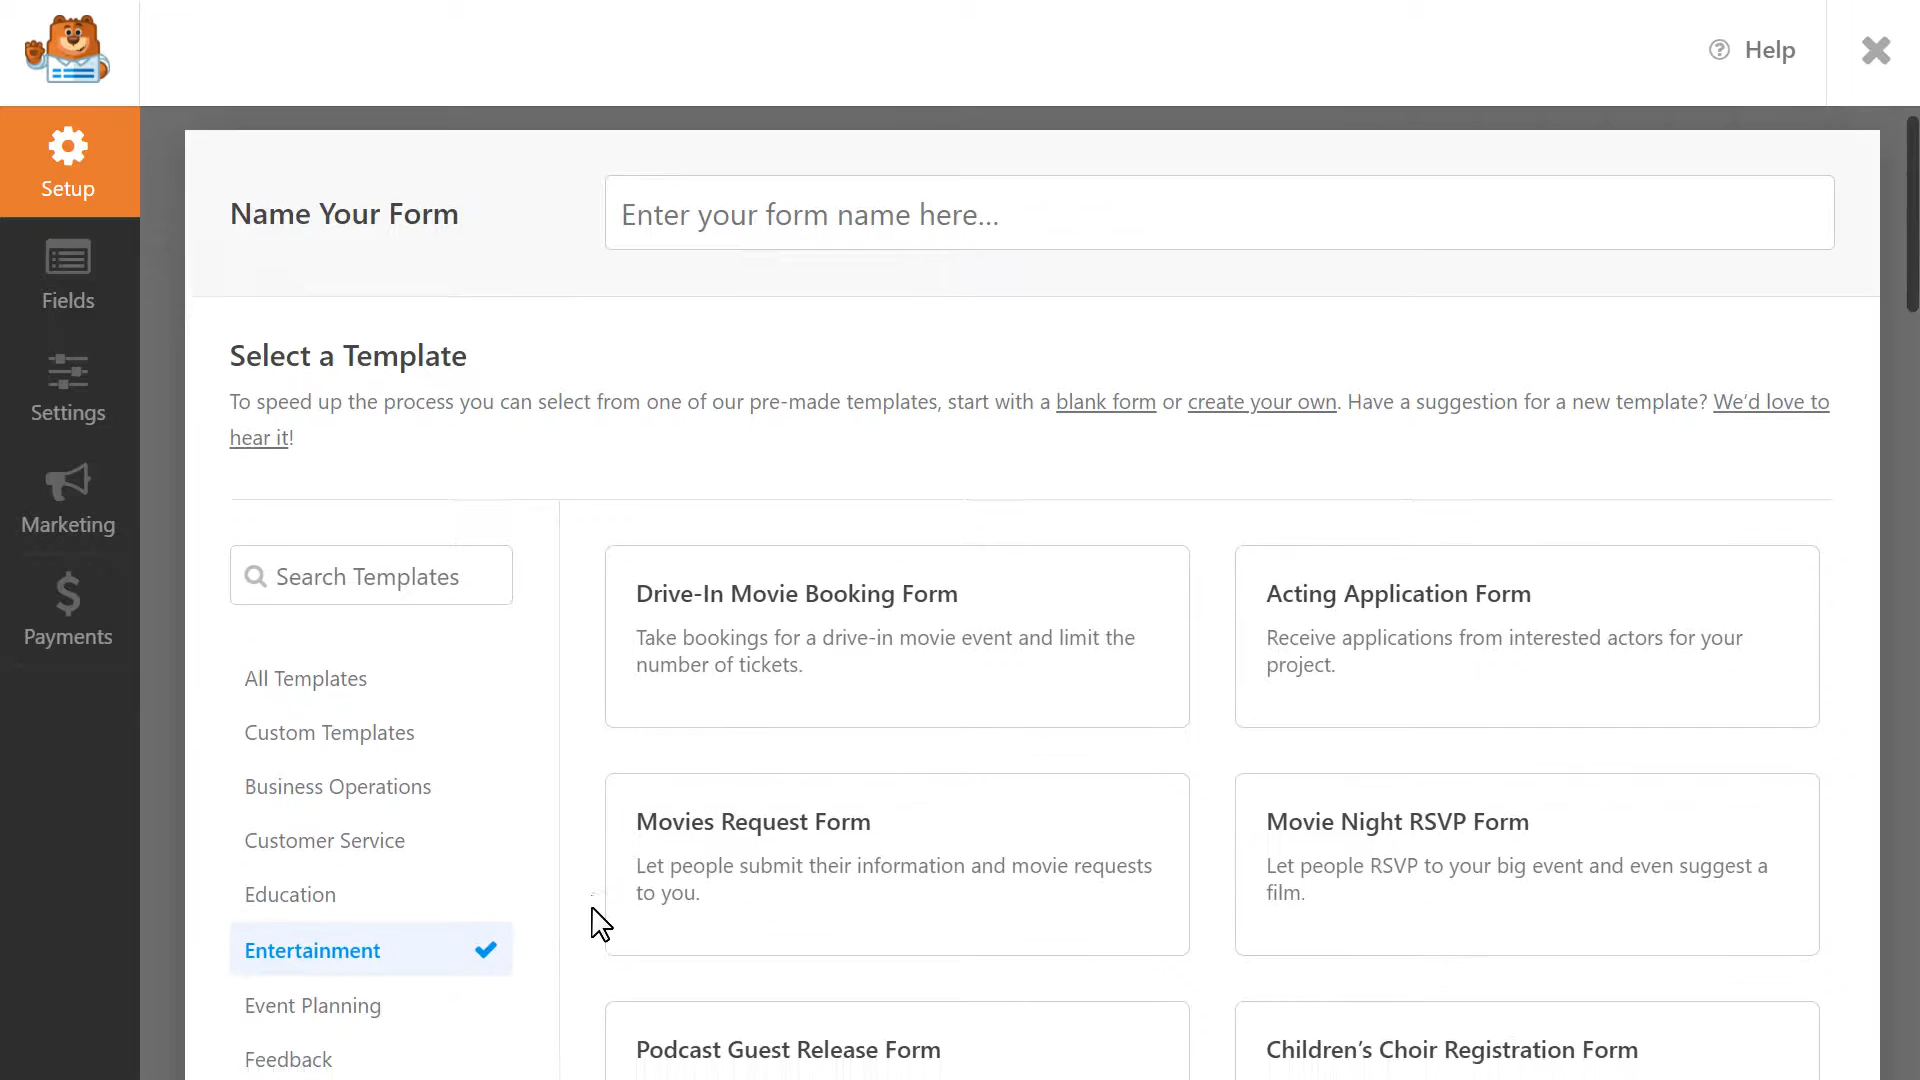 Help
Setup
Name Your Form
Enter your form name here...
Fields
Settings
Marketing
Payments
Select a Template
To speed up the process you can select from one of our pre-made templates, start with a blank form or create your own. Have a suggestion for a new template? We'd love to
hear it!
Search Templates
All Templates
Custom Templates
Business Operations
Customer Service
Education
Entertainment
Event Planning
Feedback
Drive-In Movie Booking Form
Take bookings for a drive-in movie event and limit the
number of tickets.
Acting Application Form
Receive applications from interested actors for your
project.
Movies Request Form
Let people submit their information and movie requests
to you.
Movie Night RSVP Form
Let people RSVP to your big event and even suggest a
film.
Podcast Guest Release Form
Children's Choir Registration Form